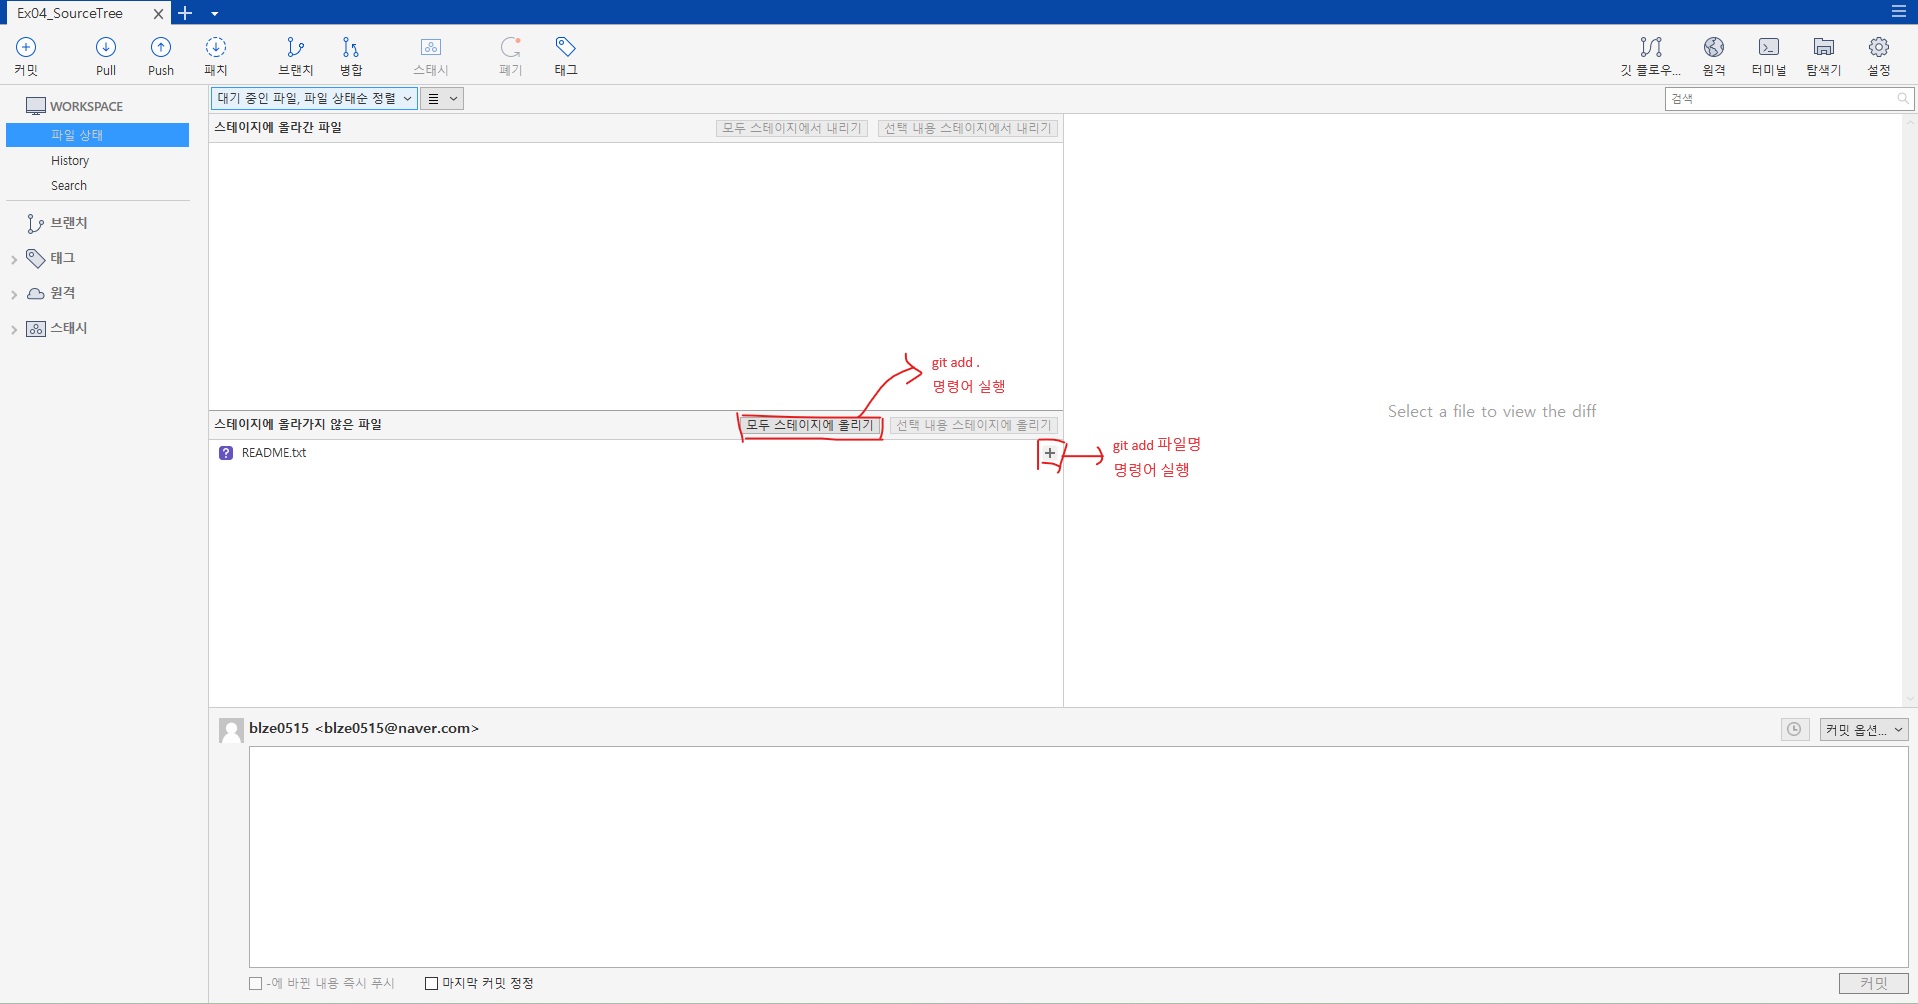 Ex04_SourceTree
커밋
Pull
Push
패치
브랜치
병합
스태시
폐기
태그
깃 플로우...
원격
터미널
탐색기
설정
WORKSPACE
파일 상태
History
Search
브랜치
태그
원격
스태시
대기 중인 파일, 파일 상태순 정렬
검색
스테이지에 올라간 파일
모두 스테이지에서 내리기
선택 내용 스테이지에서 내리기
git add .
명령어 실행
스테이지에 올라가지 않은 파일
모두 스테이지에 올리기
선택 내용 스테이지에 올리기
README.txt
git add 파일명
명령어 실행
Select a file to view the diff
blze0515 <blze0515@naver.com>
커밋 옵션...
-에 바뀐 내용 즉시 푸시
마지막 커밋 정정
커밋